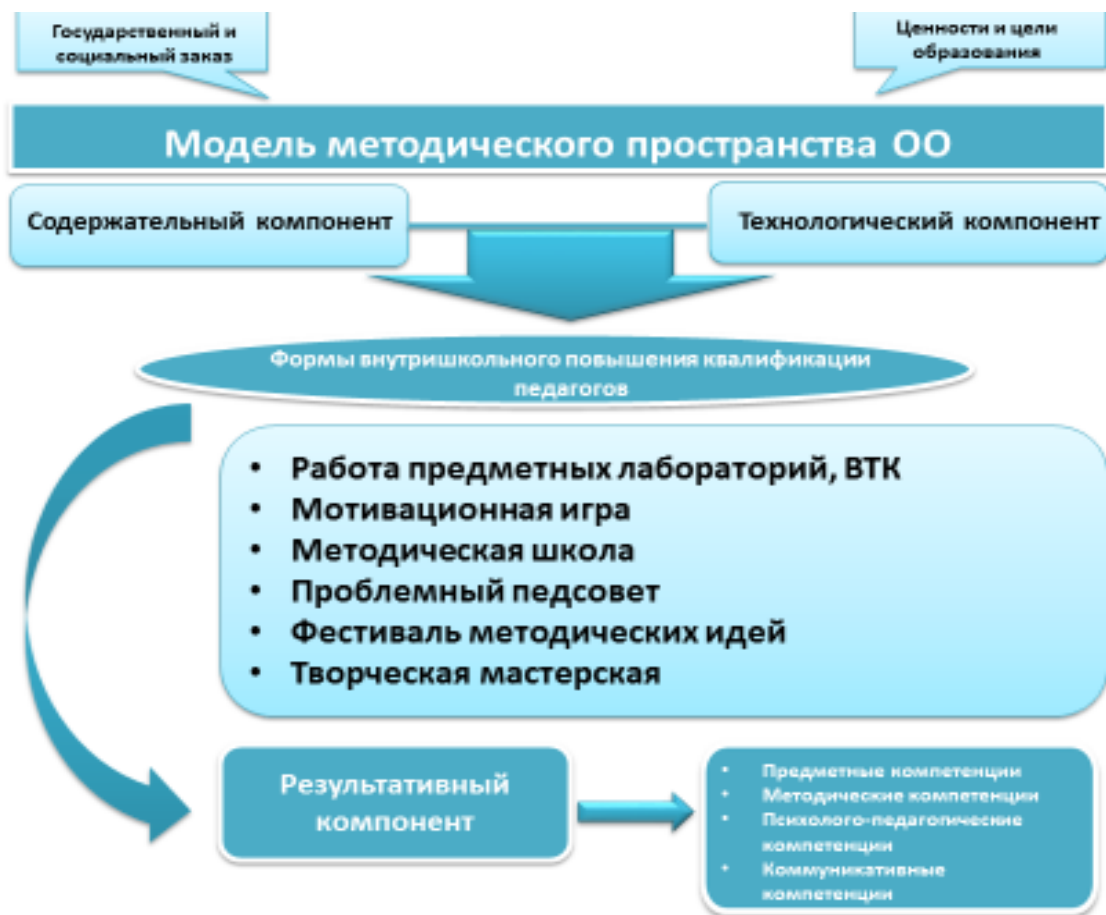 Государственный и
социальный заказ
Ценности и цели
образования
Модель методического пространства ОО
Содержательный компонент
Технологический компонент
Формы внутришкольного повышения квалификации
педагогов
• Работа предметных лабораторий, ВТК
• Мотивационная игра
• Методическая школа
• Проблемный педсовет
• Фестиваль методических идей
• Творческая мастерская
Результативный
компонент
• Предметные компетенции
• Методические компетенции
• Психолого-педагогические
компетенции
• Коммуникативные
компетенции